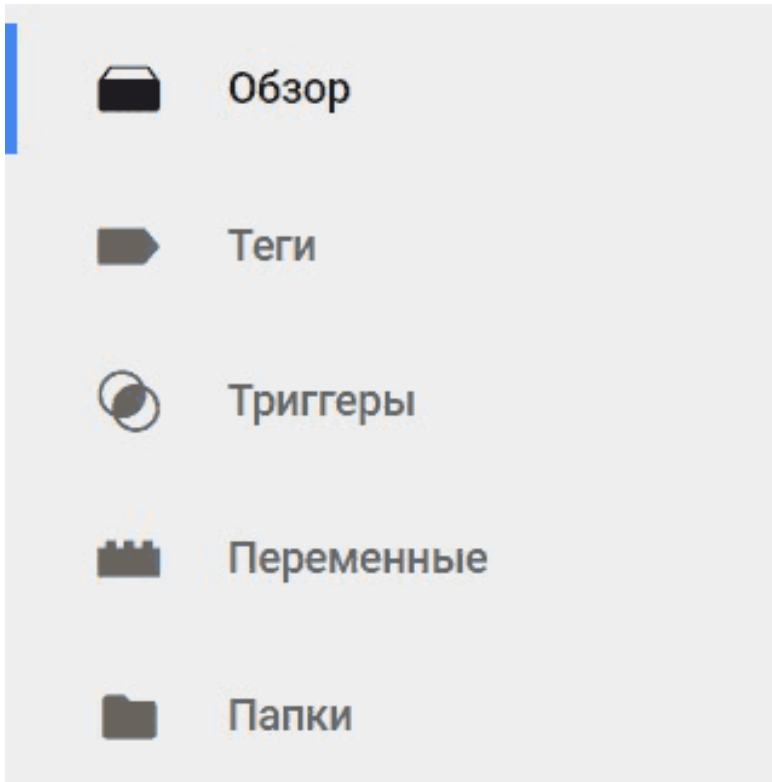 Обзор
Теги
Триггеры
Переменные
Папки